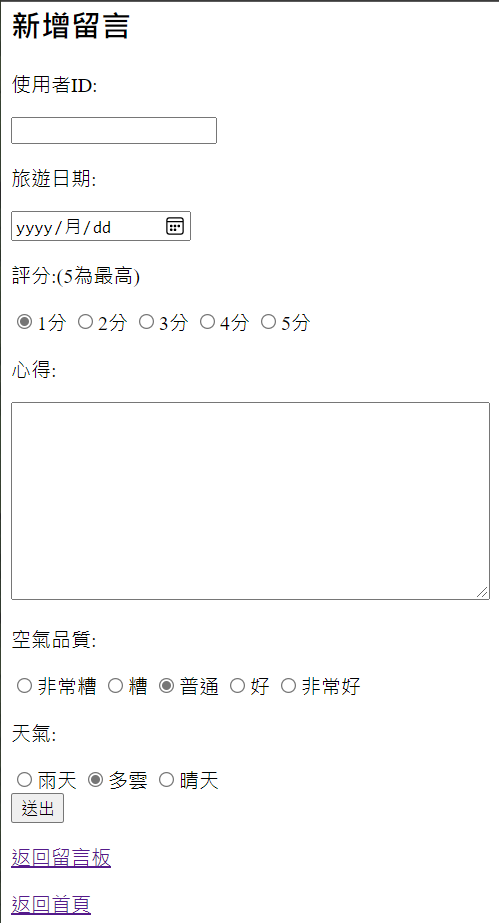 新增留言
使用者ID:
旅遊日期:
yyyy/月/dd
評分:(5為最高)
1分 2分 3分 4分 5分
心得:
空氣品質:
非常糟 糟 普通 好 非常好
天氣:
雨天 多雲 晴天
送出
返回留言板
返回首頁